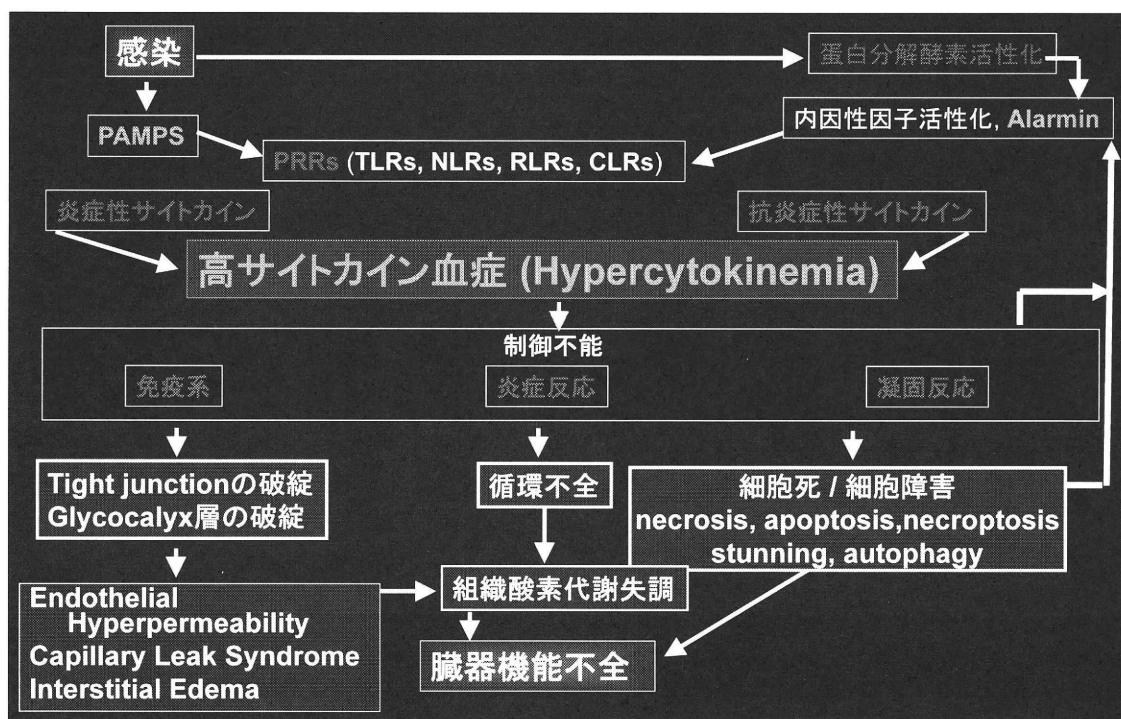 感染
蛋白分解酵素活性化
PAMPS
内因性因子活性化, Alarmin
PRRs (TLRs, NLRs, RLRs, CLRs)
炎症性サイトカイン
抗炎症性サイトカイン
高サイトカイン血症 (Hypercytokinemia)
制御不能
免疫系
炎症反応
凝固反応
Tight junctionの破綻
Glycocalyx層の破綻
循環不全
細胞死 / 細胞障害
necrosis, apoptosis,necroptosis
stunning, autophagy
Endothelial
Hyperpermeability
Capillary Leak Syndrome
Interstitial Edema
組織酸素代謝失調
臓器機能不全